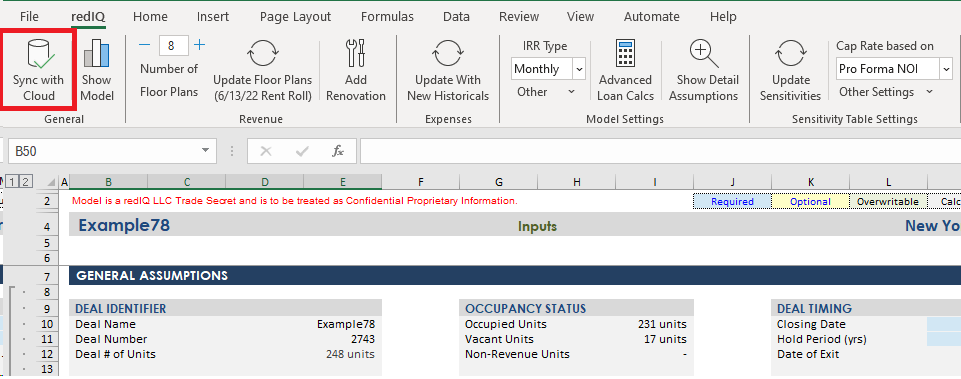 File redIQ Home Insert Page Layout Formulas Data Review View Automate Help
− 8 +
IRR Type
Cap Rate based on
Monthly
Pro Forma NOI
Sync with Show Number of Update Floor Plans Add Update With Advanced Show Detail Update
Cloud Model Floor Plans (6/13/22 Rent Roll) Renovation New Historicals Other Loan Calcs Assumptions Sensitivities Other Settings
General Revenue Expenses Model Settings Sensitivity Table Settings
B50 fx
1 2 A B C D E F G H I J K L
2 Model is a redIQ LLC Trade Secret and is to be treated as Confidential Proprietary Information. Required Optional Overwritable Calc
4 Example78 Inputs New Yo
5
6
7 GENERAL ASSUMPTIONS
8
9 DEAL IDENTIFIER OCCUPANCY STATUS DEAL TIMING
10 Deal Name Example78 Occupied Units 231 units Closing Date
11 Deal Number 2743 Vacant Units 17 units Hold Period (yrs)
12 Deal # of Units 248 units Non-Revenue Units - Date of Exit
13